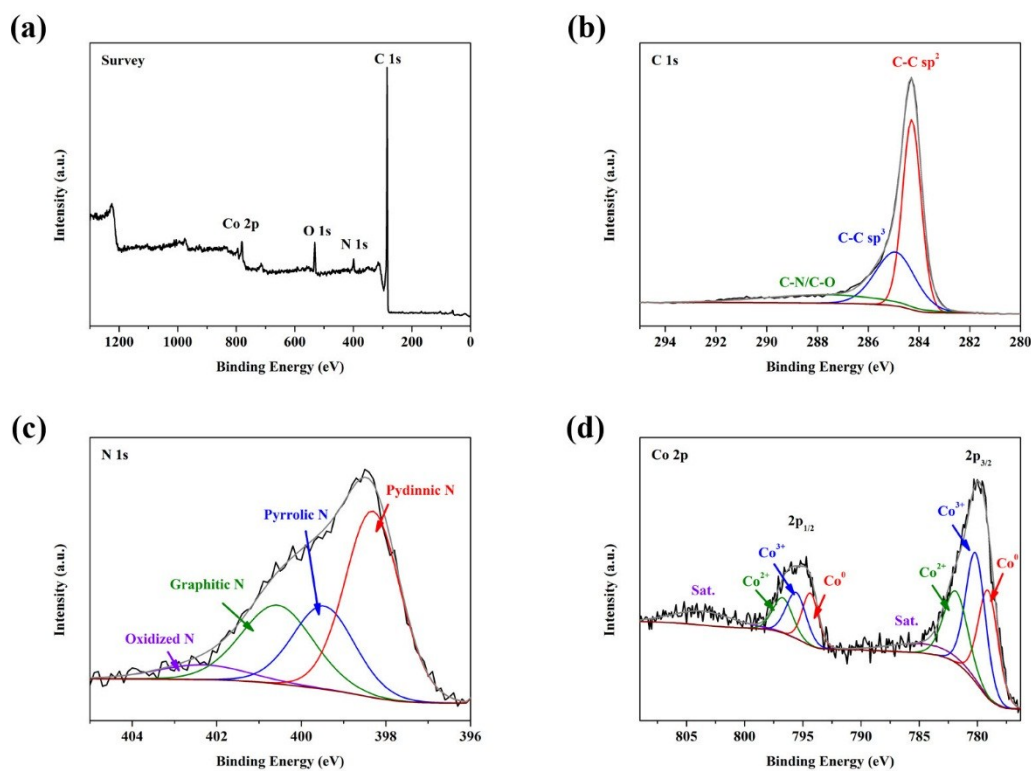 (a)
Survey
C 1s
Co 2p
O 1s
N 1s
Intensity (a.u.)
1200 1000 800 600 400 200 0
Binding Energy (eV)
(b)
C 1s
C-C sp²
C-C sp³
C-N/C-O
Intensity (a.u.)
294 292 290 288 286 284 282 280
Binding Energy (eV)
(c)
N 1s
Pydinnic N
Pyrrolic N
Graphitic N
Oxidized N
Intensity (a.u.)
404 402 400 398 396
Binding Energy (eV)
(d)
Co 2p
2p₃/₂
Co³⁺
2p₁/₂
Co³⁺
Co²⁺
Co⁰
Co²⁺
Co⁰
Sat.
Sat.
Intensity (a.u.)
805 800 795 790 785 780
Binding Energy (eV)